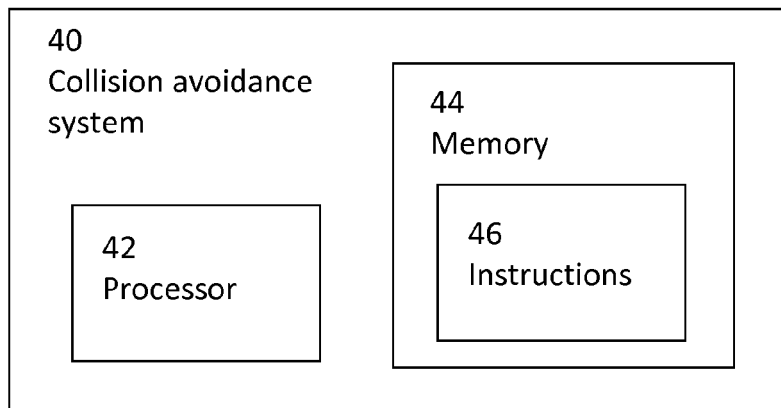 40
Collision avoidance
system
44
Memory
42
Processor
46
Instructions